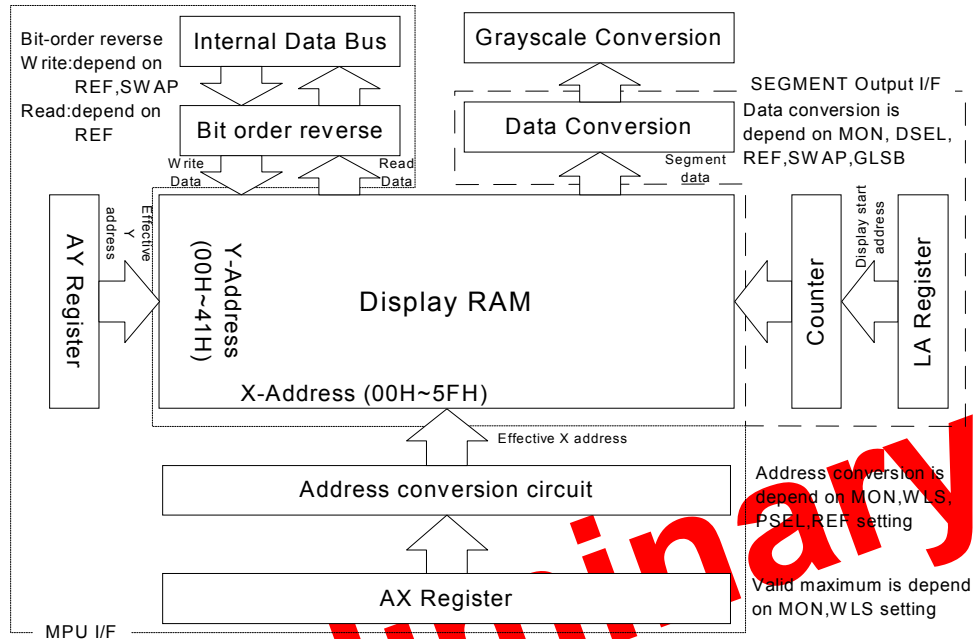 Bit-order reverse
Write:depend on
REF,SWAP
Read:depend on
REF
Internal Data Bus
Bit order reverse
Write
Data
Read
Data
Grayscale Conversion
SEGMENT Output I/F
Data Conversion
Data conversion is
depend on MON, DSEL,
REF,SWAP,GLSB
Segment
data
AY Register
Effective
Y
address
Y-Address
(00H~41H)
Display RAM
X-Address (00H~5FH)
Counter
Display start
address
LA Register
Effective X address
Address conversion circuit
Address conversion is
depend on MON,WLS,
PSEL,REF setting
AX Register
Valid maximum is depend
on MON,WLS setting
MPU I/F